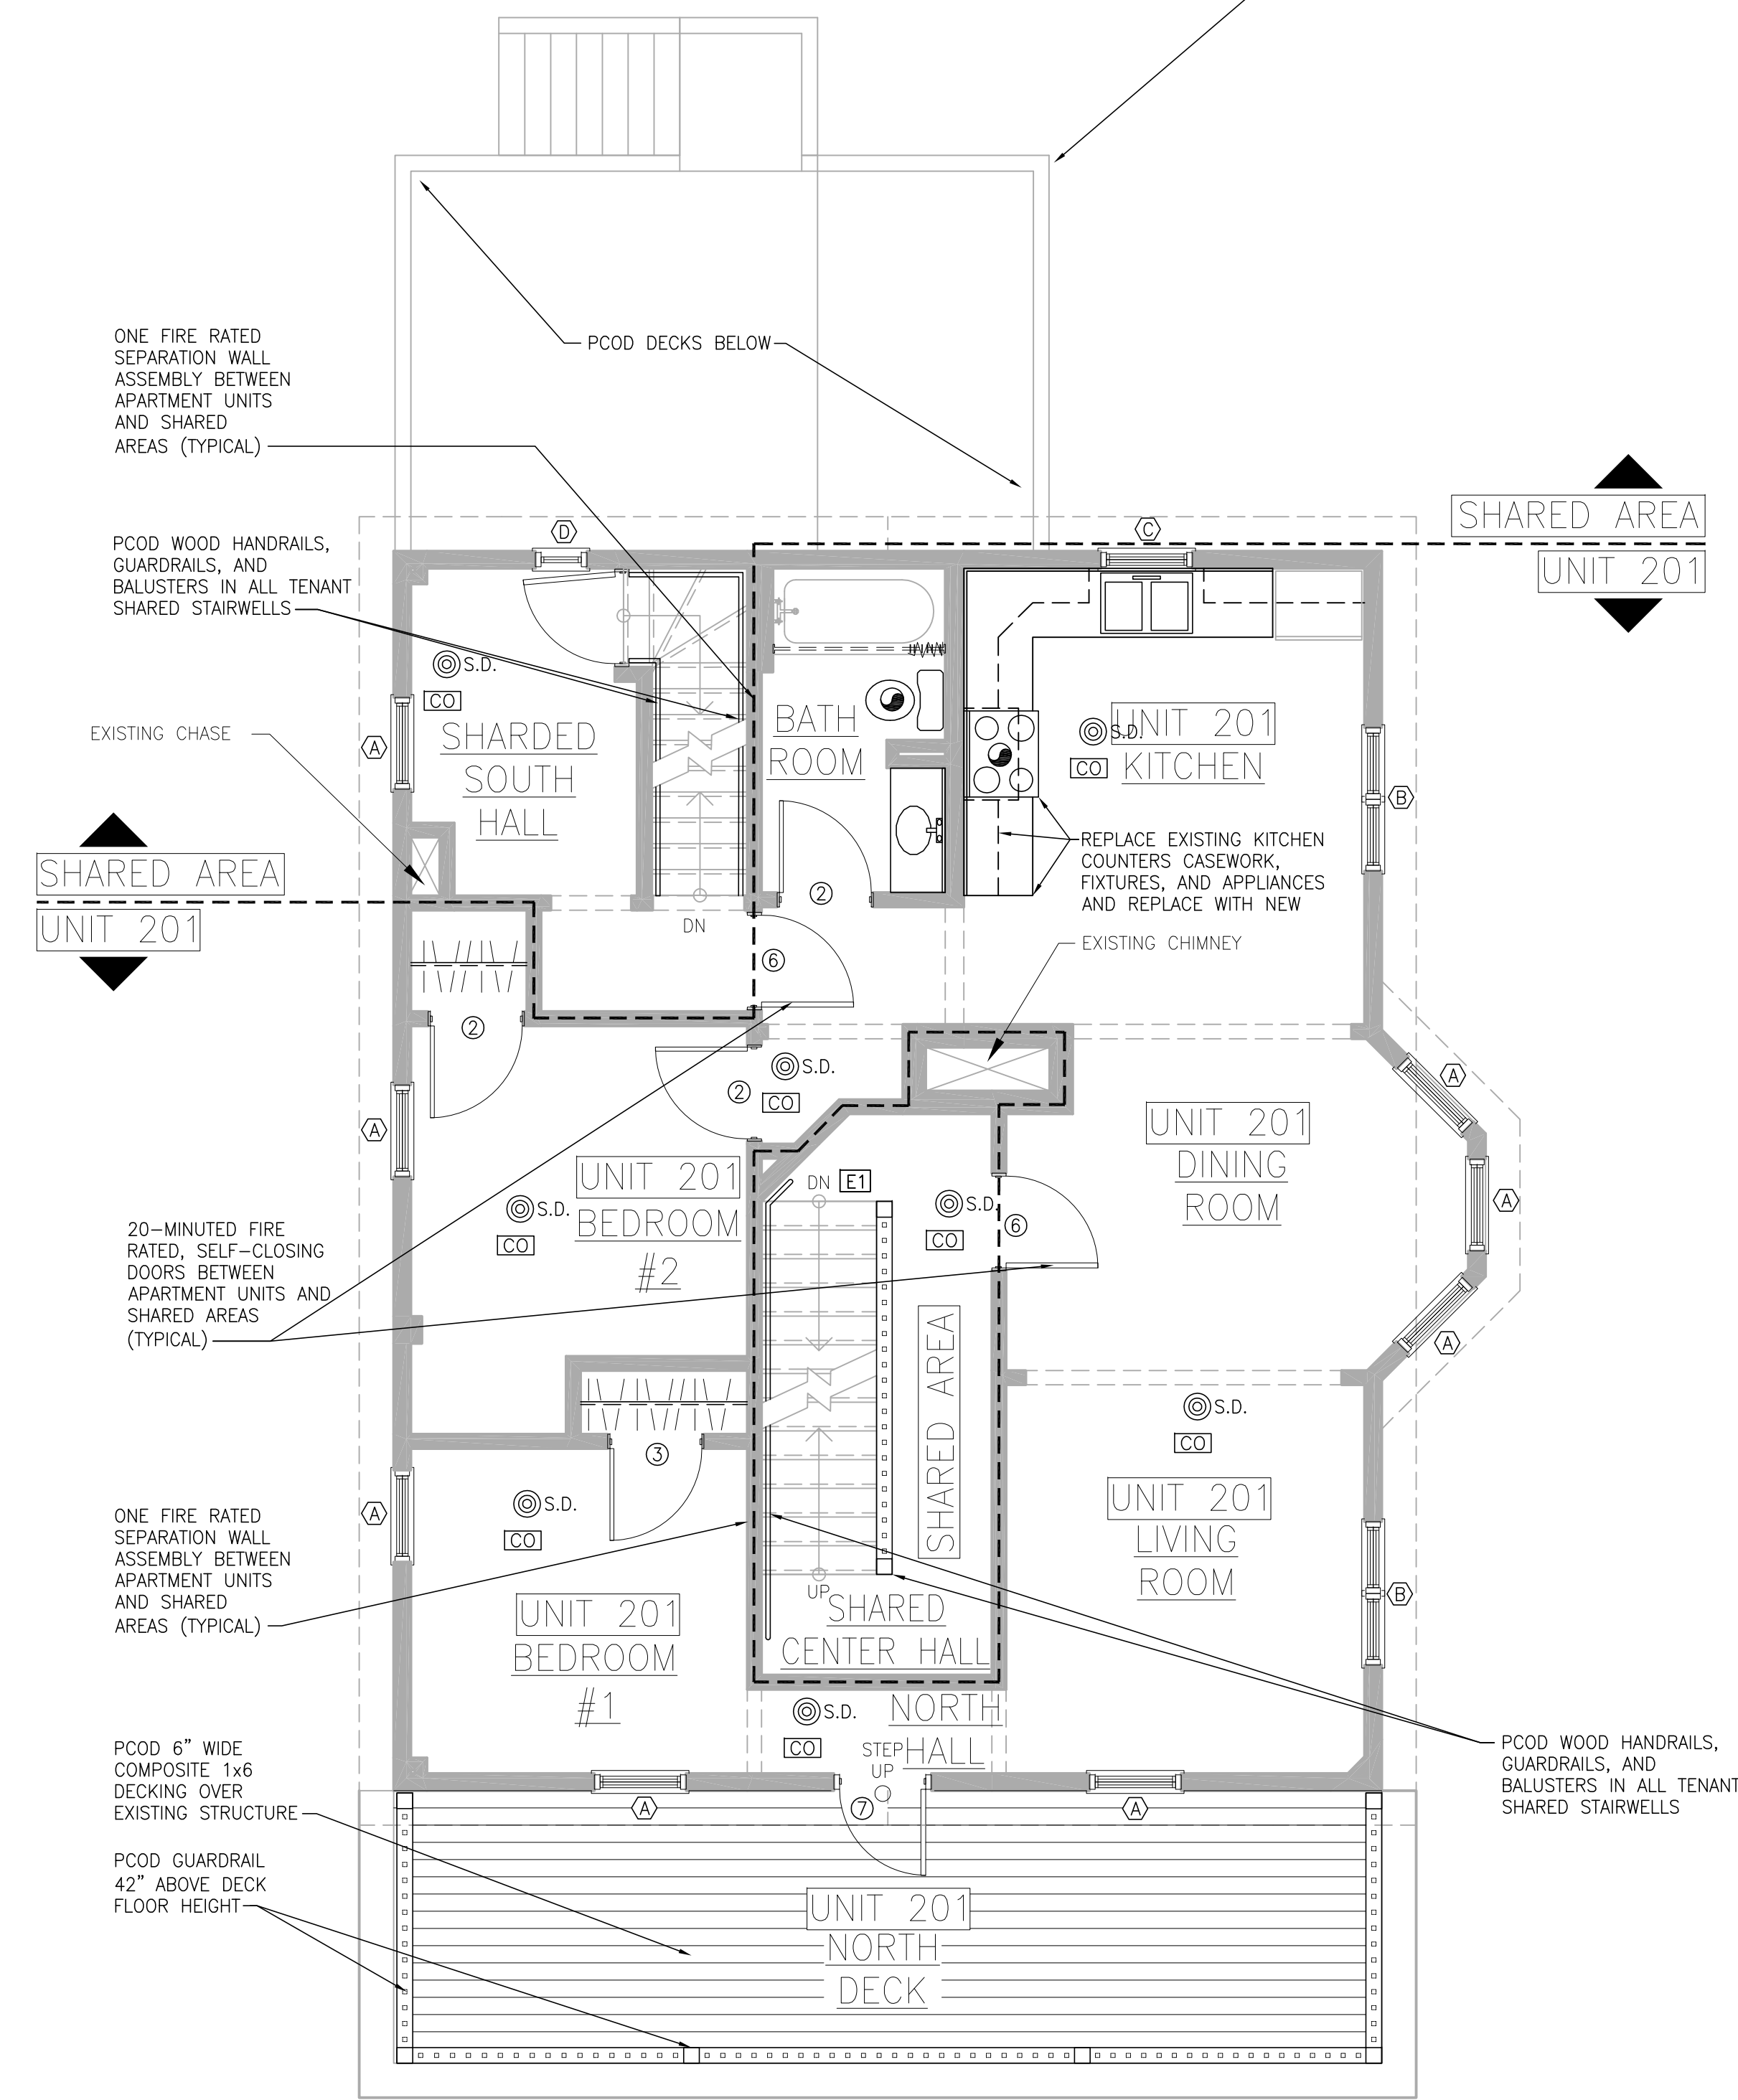 ONE FIRE RATED
SEPARATION WALL
ASSEMBLY BETWEEN
APARTMENT UNITS
AND SHARED
AREAS (TYPICAL)
PCOD DECKS BELOW
SHARED AREA
UNIT 201
PCOD WOOD HANDRAILS,
GUARDRAILS, AND
BALUSTERS IN ALL TENANT
SHARED STAIRWELLS
D
C
S.D.
CO
SHARDED
SOUTH
HALL
A
EXISTING CHASE
BATH
ROOM
UNIT 201
KITCHEN
S.D.
CO
B
REPLACE EXISTING KITCHEN
COUNTERS CASEWORK,
FIXTURES, AND APPLIANCES
AND REPLACE WITH NEW
SHARED AREA
UNIT 201
DN
2
6
EXISTING CHIMNEY
2
2
S.D.
CO
A
A
UNIT 201
BEDROOM
#2
S.D.
CO
DN
E1
S.D.
CO
6
UNIT 201
DINING
ROOM
A
A
20-MINUTED FIRE
RATED, SELF-CLOSING
DOORS BETWEEN
APARTMENT UNITS AND
SHARED AREAS
(TYPICAL)
SHARED AREA
3
S.D.
CO
S.D.
CO
A
UNIT 201
LIVING
ROOM
B
ONE FIRE RATED
SEPARATION WALL
ASSEMBLY BETWEEN
APARTMENT UNITS
AND SHARED
AREAS (TYPICAL)
UNIT 201
BEDROOM
#1
UP
SHARED
CENTER HALL
S.D.
CO
NORTH
HALL
STEP
UP
7
A
A
PCOD WOOD HANDRAILS,
GUARDRAILS, AND
BALUSTERS IN ALL TENANT
SHARED STAIRWELLS
PCOD 6" WIDE
COMPOSITE 1x6
DECKING OVER
EXISTING STRUCTURE
PCOD GUARDRAIL
42" ABOVE DECK
FLOOR HEIGHT
UNIT 201
NORTH
DECK